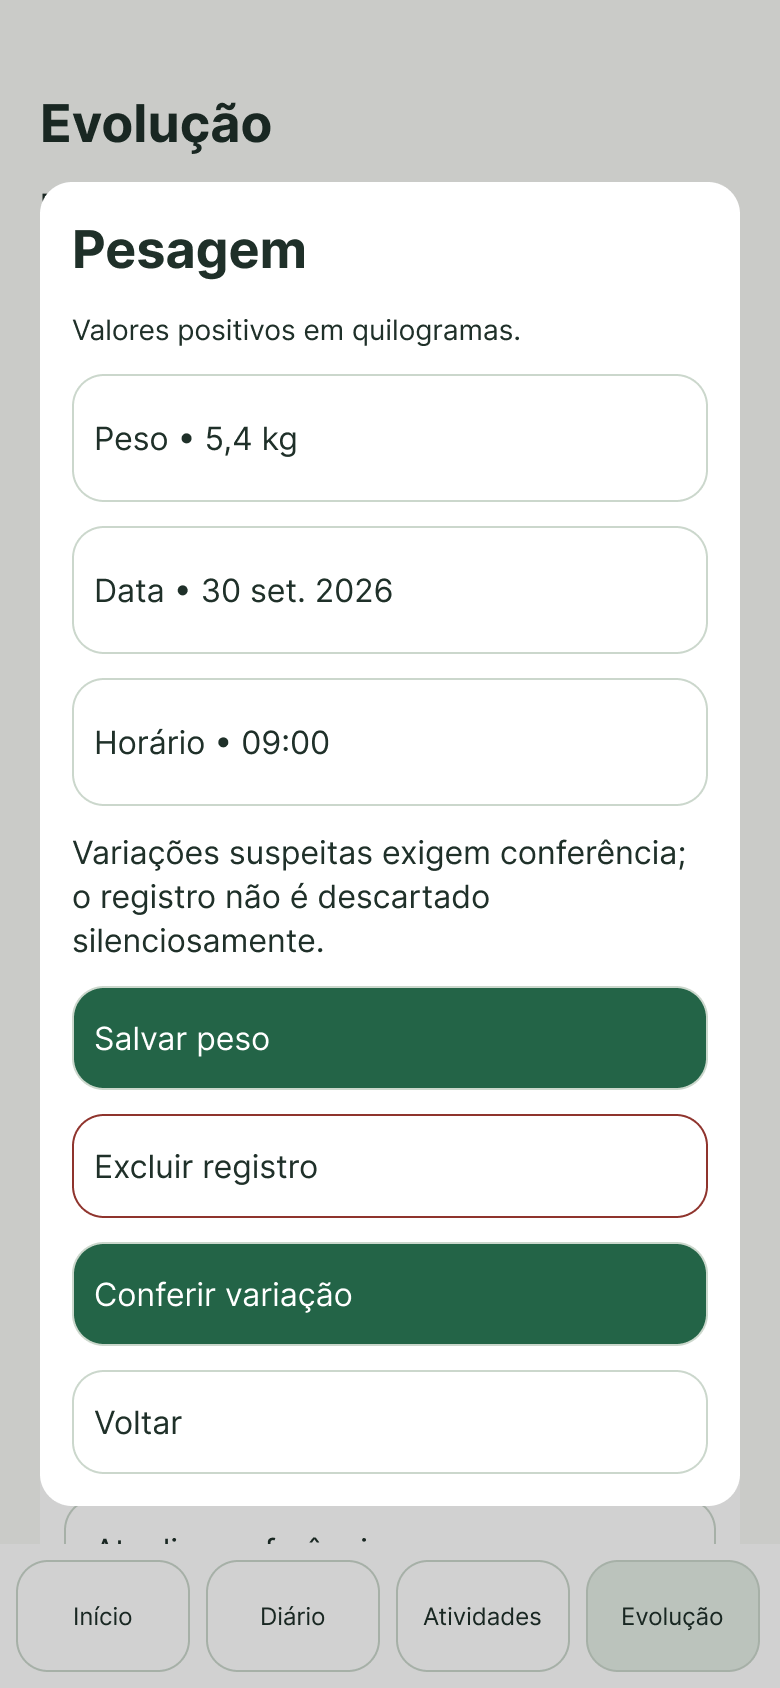 Evolução
Pesagem
Valores positivos em quilogramas.
Peso • 5,4 kg
Data • 30 set. 2026
Horário • 09:00
Variações suspeitas exigem conferência;
o registro não é descartado
silenciosamente.
Salvar peso
Excluir registro
Conferir variação
Voltar
Início
Diário
Atividades
Evolução